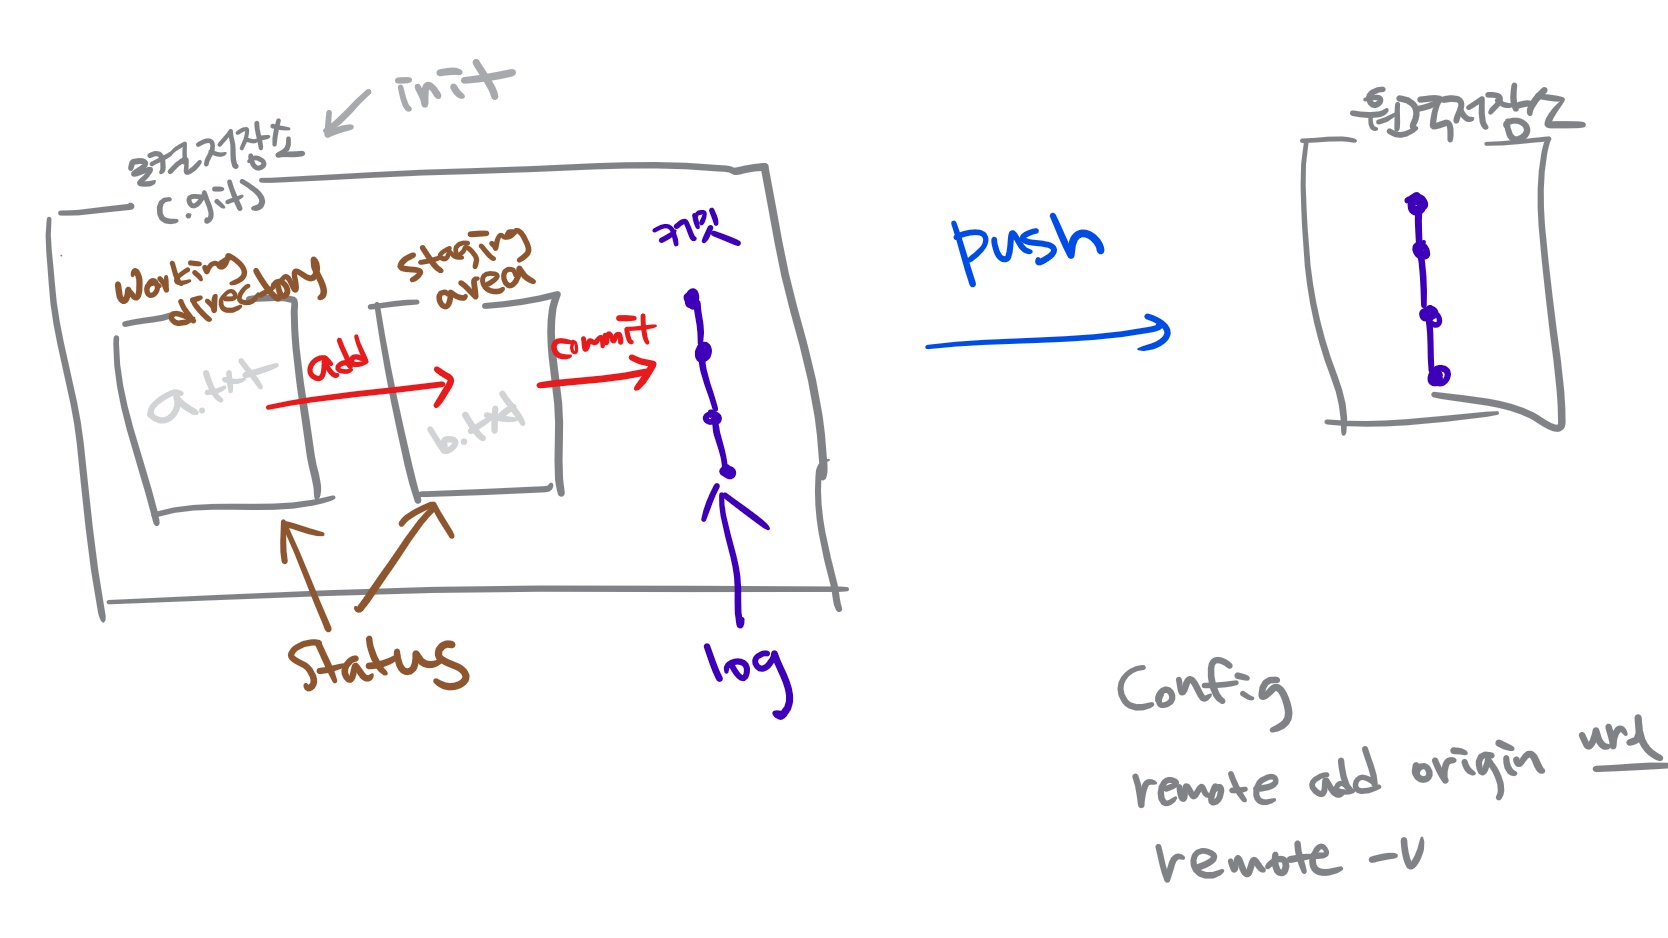 init
로컬저장소
(.git)
working
directory
staging
area
커밋
add
commit
a.txt
b.txt
status
log
push
원격저장소
Config
remote add origin url
remote -v